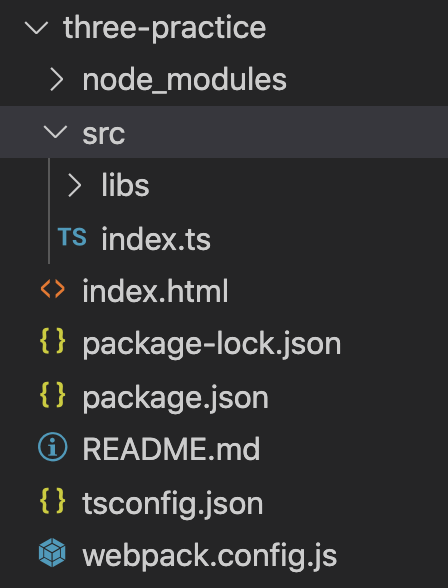 three-practice
node_modules
src
libs
TS index.ts
index.html
{} package-lock.json
{} package.json
README.md
{} tsconfig.json
webpack.config.js